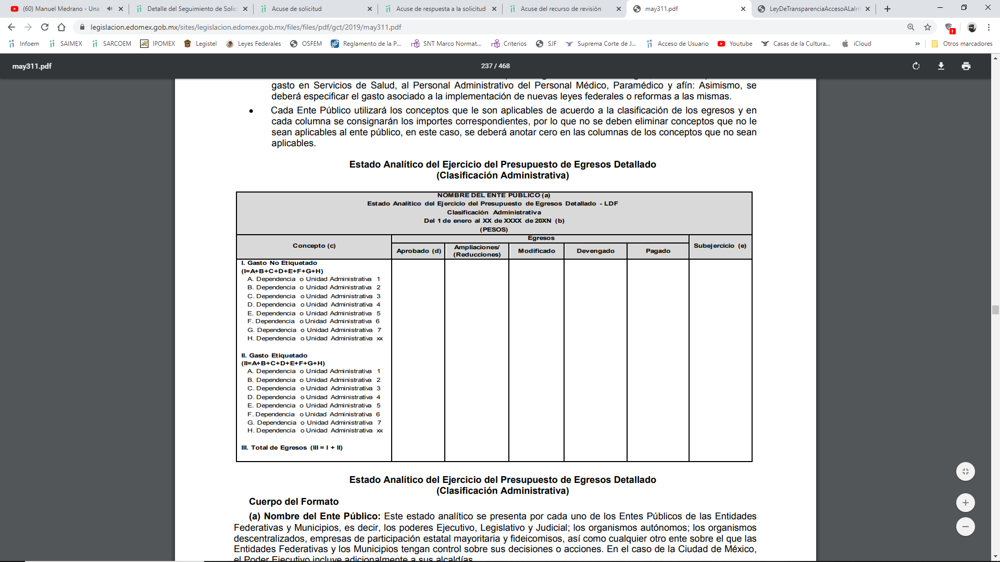 (60) Manuel Medrano - Una
Detalle del Seguimiento de Solic
Acuse de solicitud
Acuse de respuesta a la solicitud
Acuse del recurso de revisión
may311.pdf
LeyDeTransparenciaAccesoALaInf
legislacion.edomex.gob.mx/sites/legislacion.edomex.gob.mx/files/files/pdf/gct/2019/may311.pdf
Infoem
SAIMEX
SARCOEM
IPOMEX
Legistel
Leyes Federales
OSFEM
Reglamento de la P...
SNT Marco Normat...
Criterios
SJF
Suprema Corte de J...
Acceso de Usuario
Youtube
Casas de la Cultura...
iCloud
»
Otros marcadores
may311.pdf
237 / 468
gasto en Servicios de Salud, al Personal Administrativo del Personal Médico, Paramédico y afín: Asimismo, se
deberá especificar el gasto asociado a la implementación de nuevas leyes federales o reformas a las mismas.
• Cada Ente Público utilizará los conceptos que le son aplicables de acuerdo a la clasificación de los egresos y en
cada columna se consignarán los importes correspondientes, por lo que no se deben eliminar conceptos que no le
sean aplicables al ente público, en este caso, se deberá anotar cero en las columnas de los conceptos que no sean
aplicables.
Estado Analítico del Ejercicio del Presupuesto de Egresos Detallado
(Clasificación Administrativa)
NOMBRE DEL ENTE PÚBLICO (a)
Estado Analítico del Ejercicio del Presupuesto de Egresos Detallado - LDF
Clasificación Administrativa
Del 1 de enero al XX de XXXX de 20XN (b)
(PESOS)
Concepto (c)
Egresos
Subejercicio (e)
Aprobado (d)
Ampliaciones/
(Reducciones)
Modificado
Devengado
Pagado
I. Gasto No Etiquetado
(I=A+B+C+D+E+F+G+H)
A. Dependencia o Unidad Administrativa 1
B. Dependencia o Unidad Administrativa 2
C. Dependencia o Unidad Administrativa 3
D. Dependencia o Unidad Administrativa 4
E. Dependencia o Unidad Administrativa 5
F. Dependencia o Unidad Administrativa 6
G. Dependencia o Unidad Administrativa 7
H. Dependencia o Unidad Administrativa xx
II. Gasto Etiquetado
(II=A+B+C+D+E+F+G+H)
A. Dependencia o Unidad Administrativa 1
B. Dependencia o Unidad Administrativa 2
C. Dependencia o Unidad Administrativa 3
D. Dependencia o Unidad Administrativa 4
E. Dependencia o Unidad Administrativa 5
F. Dependencia o Unidad Administrativa 6
G. Dependencia o Unidad Administrativa 7
H. Dependencia o Unidad Administrativa xx
III. Total de Egresos (III = I + II)
Estado Analítico del Ejercicio del Presupuesto de Egresos Detallado
(Clasificación Administrativa)
Cuerpo del Formato
(a) Nombre del Ente Público: Este estado analítico se presenta por cada uno de los Entes Públicos de las Entidades
Federativas y Municipios, es decir, los poderes Ejecutivo, Legislativo y Judicial; los organismos autónomos; los organismos
descentralizados, empresas de participación estatal mayoritaria y fideicomisos, así como cualquier otro ente sobre el que las
Entidades Federativas y los Municipios tengan control sobre sus decisiones o acciones. En el caso de la Ciudad de México,
el Poder Ejecutivo incluye adicionalmente a sus alcaldías.